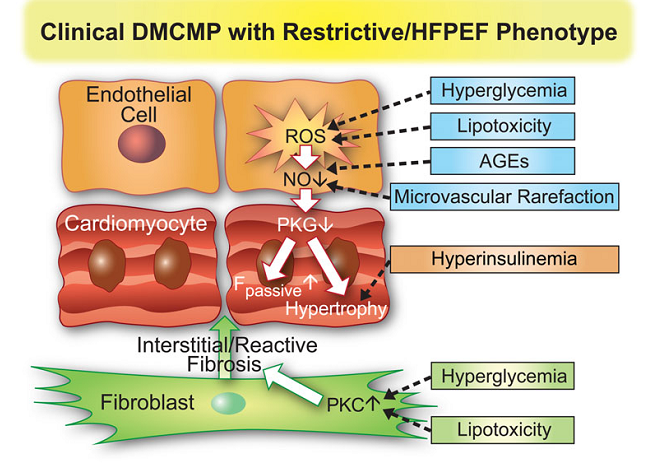 Clinical DMCMP with Restrictive/HFPEF Phenotype
Endothelial
Cell
ROS
NO↓
Hyperglycemia
Lipotoxicity
AGEs
Microvascular Rarefaction
Cardiomyocyte
PKG↓
Fpassive↑
Hypertrophy
Hyperinsulinemia
Interstitial/Reactive
Fibrosis
Fibroblast
PKC↑
Hyperglycemia
Lipotoxicity